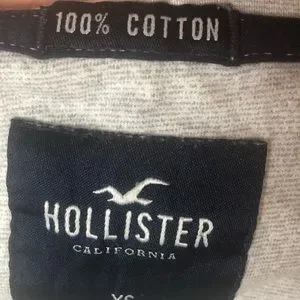 100% COTTON
HOLLISTER
CALIFORNIA
XS